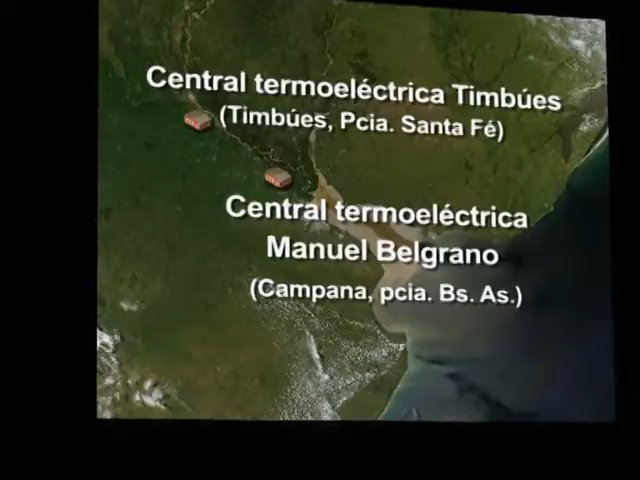 Central termoeléctrica Timbúes
(Timbúes, Pcia. Santa Fé)
Central termoeléctrica
Manuel Belgrano
(Campana, pcia. Bs. As.)